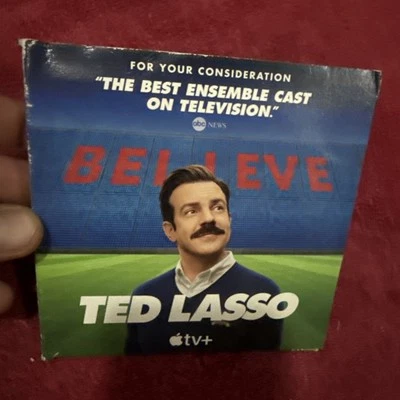 FOR YOUR CONSIDERATION
"THE BEST ENSEMBLE CAST
ON TELEVISION."
abc NEWS
BELIEVE
TED LASSO
tv+